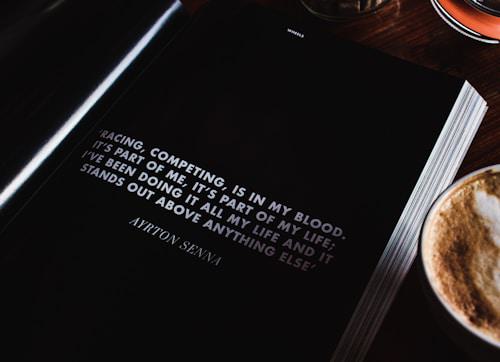 WHEELS
'RACING, COMPETING, IS IN MY BLOOD.
IT'S PART OF ME, IT'S PART OF MY LIFE;
I'VE BEEN DOING IT ALL MY LIFE AND IT
STANDS OUT ABOVE ANYTHING ELSE'
AYRTON SENNA